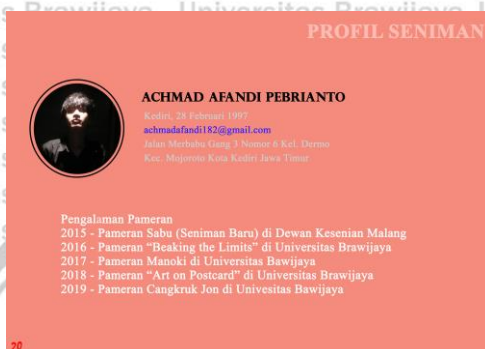 Universitas Brawijaya
PROFIL SENIMAN
ACHMAD AFANDI PEBRIANTO
Kediri, 28 Februari 1997
achmadafandi182@gmail.com
Jalan Merbabu Gang 3 Nomor 6 Kel. Dermo
Kec. Mojoroto Kota Kediri Jawa Timur
Pengalaman Pameran
2015 - Pameran Sabu (Seniman Baru) di Dewan Kesenian Malang
2016 - Pameran “Beaking the Limits” di Universitas Brawijaya
2017 - Pameran Manoki di Universitas Bawijaya
2018 - Pameran “Art on Postcard” di Universitas Brawijaya
2019 - Pameran Cangkruk Jon di Univesitas Bawijaya
20